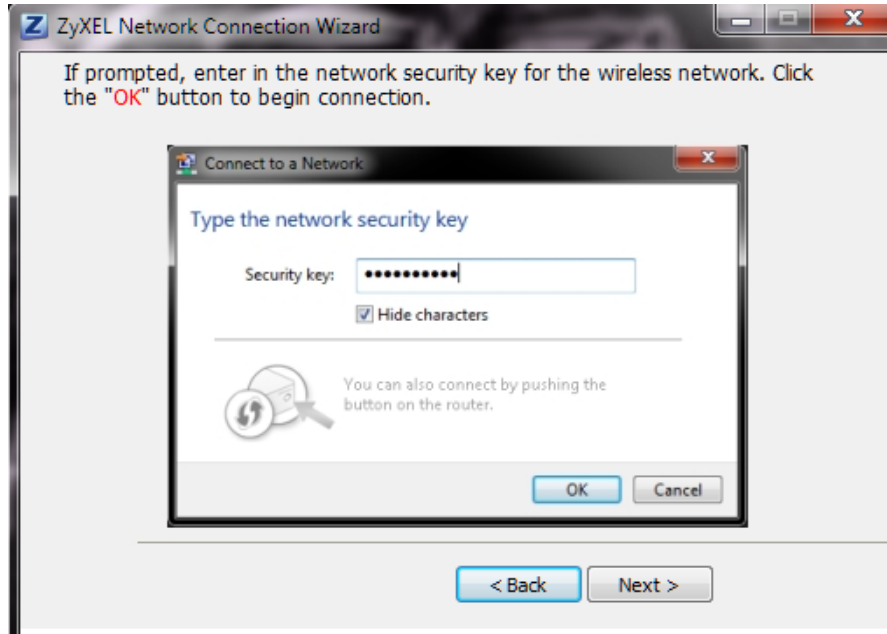 ZyXEL Network Connection Wizard
If prompted, enter in the network security key for the wireless network. Click
the "OK" button to begin connection.
Connect to a Network
Type the network security key
Security key: ••••••••••
Hide characters
You can also connect by pushing the
button on the router.
OK Cancel
< Back Next >